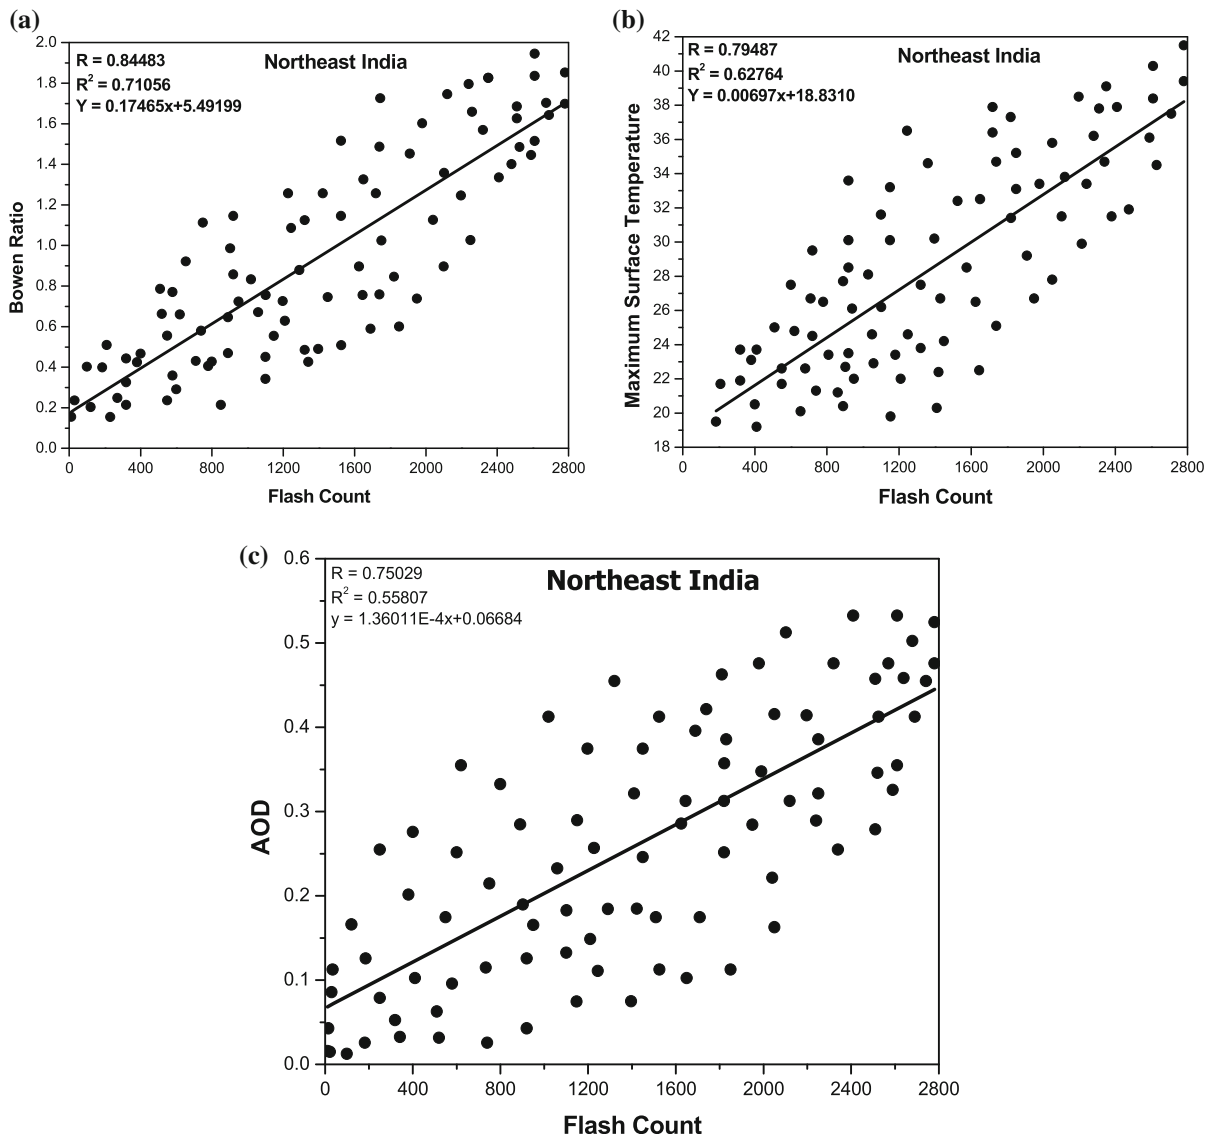 (a)
R = 0.84483
R² = 0.71056
Y = 0.17465x+5.49199
Northeast India
2.0
1.8
1.6
1.4
1.2
1.0
0.8
0.6
0.4
0.2
0.0
Bowen Ratio
0 400 800 1200 1600 2000 2400 2800
Flash Count
(b)
R = 0.79487
R² = 0.62764
Y = 0.00697x+18.8310
Northeast India
42
40
38
36
34
32
30
28
26
24
22
20
18
Maximum Surface Temperature
0 400 800 1200 1600 2000 2400 2800
Flash Count
(c)
R = 0.75029
R² = 0.55807
y = 1.36011E-4x+0.06684
Northeast India
0.6
0.5
0.4
0.3
0.2
0.1
0.0
AOD
0 400 800 1200 1600 2000 2400 2800
Flash Count